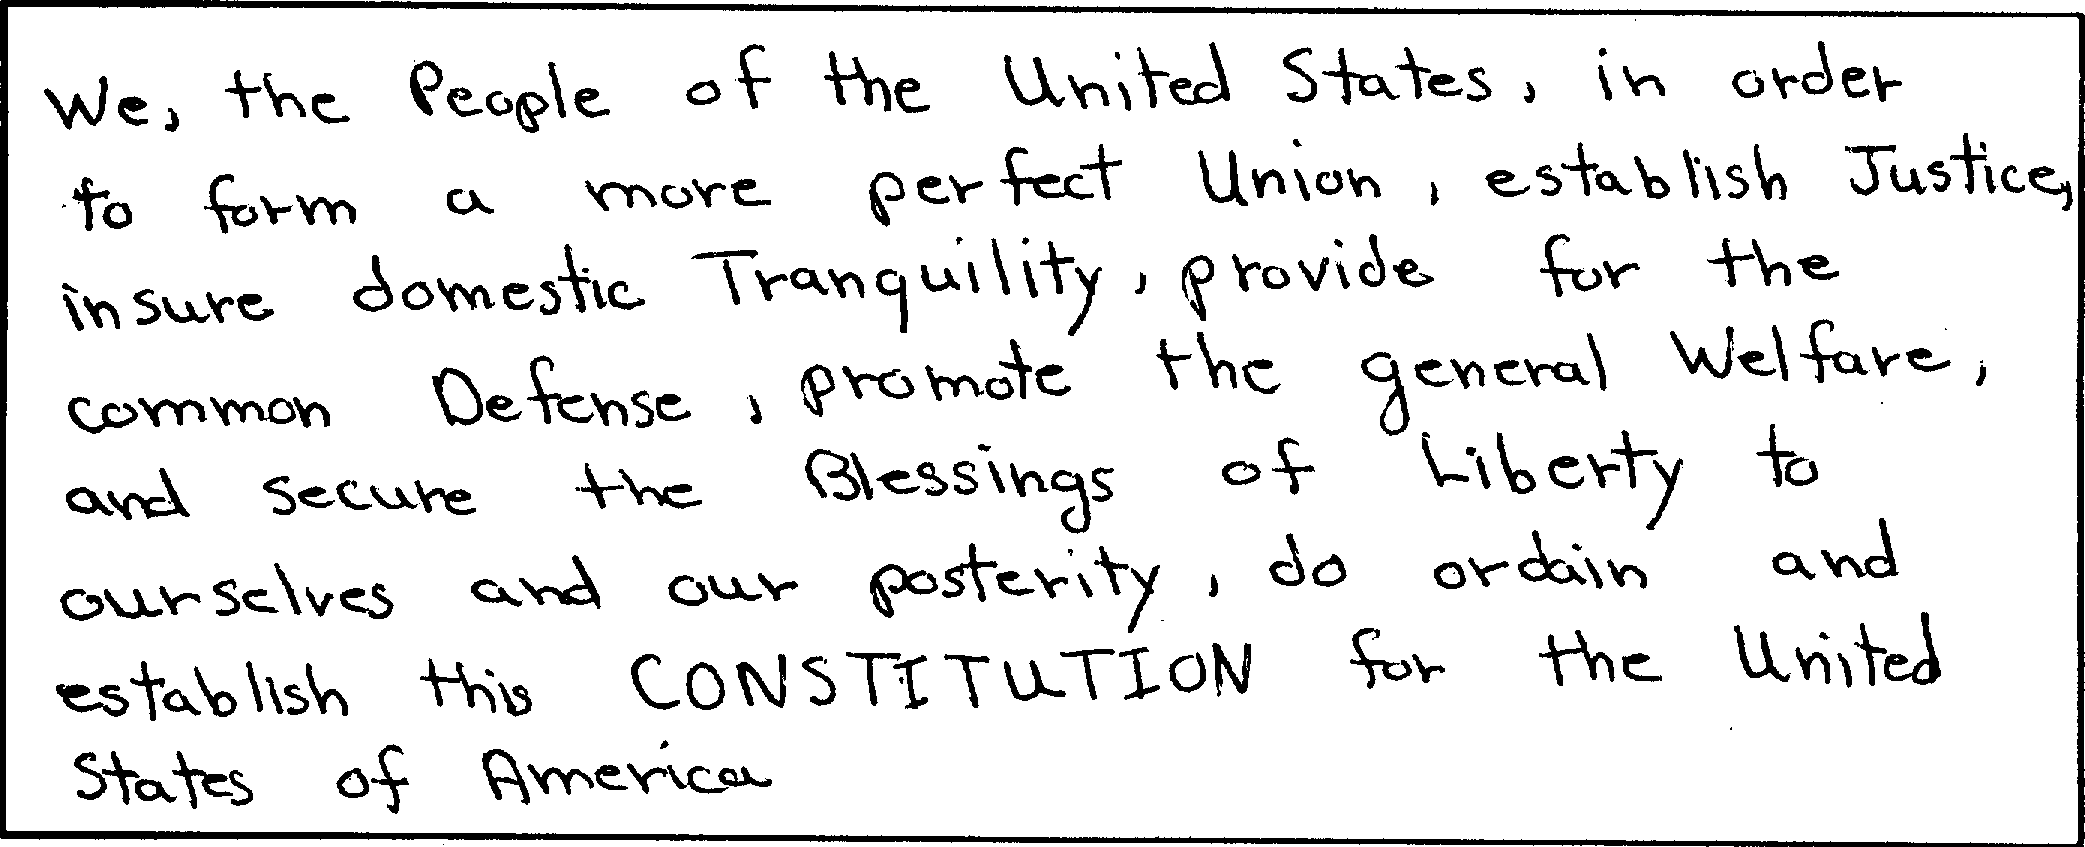 We, the People of the United States, in order
to form a more perfect Union, establish Justice,
insure domestic Tranquility, provide for the
common Defense, promote the general Welfare,
and secure the Blessings of Liberty to
ourselves and our posterity, do ordain and
establish this CONSTITUTION for the United
States of America